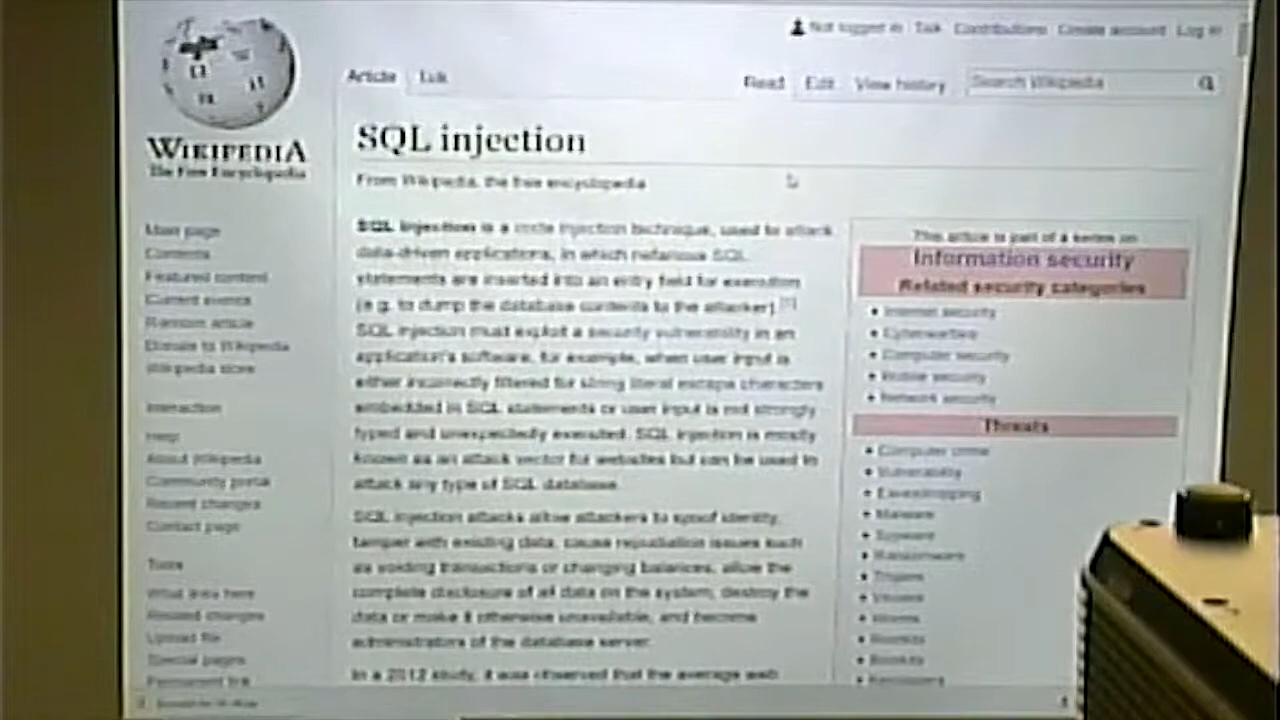 WIKIPEDIA
The Free Encyclopedia
Not logged in Talk Contributions Create account Log in
Article Talk
Read Edit View history Search Wikipedia
SQL injection
From Wikipedia, the free encyclopedia
Main page
Contents
Featured content
Current events
Random article
Donate to Wikipedia
Wikipedia store
Interaction
Help
About Wikipedia
Community portal
Recent changes
Contact page
Tools
What links here
Related changes
Upload file
Special pages
Permanent link
SQL injection is a code injection technique, used to attack
data-driven applications, in which nefarious SQL
statements are inserted into an entry field for execution
(e.g. to dump the database contents to the attacker).[1]
SQL injection must exploit a security vulnerability in an
application's software, for example, when user input is
either incorrectly filtered for string literal escape characters
embedded in SQL statements or user input is not strongly
typed and unexpectedly executed. SQL injection is mostly
known as an attack vector for websites but can be used to
attack any type of SQL database.
SQL injection attacks allow attackers to spoof identity,
tamper with existing data, cause repudiation issues such
as voiding transactions or changing balances, allow the
complete disclosure of all data on the system, destroy the
data or make it otherwise unavailable, and become
administrators of the database server.
In a 2012 study, it was observed that the average web
This article is part of a series on
Information security
Related security categories
Internet security
Cyberwarfare
Computer security
Mobile security
Network security
Threats
Computer crime
Vulnerability
Eavesdropping
Malware
Spyware
Ransomware
Trojans
Viruses
Worms
Rootkits
Bootkits
Keyloggers